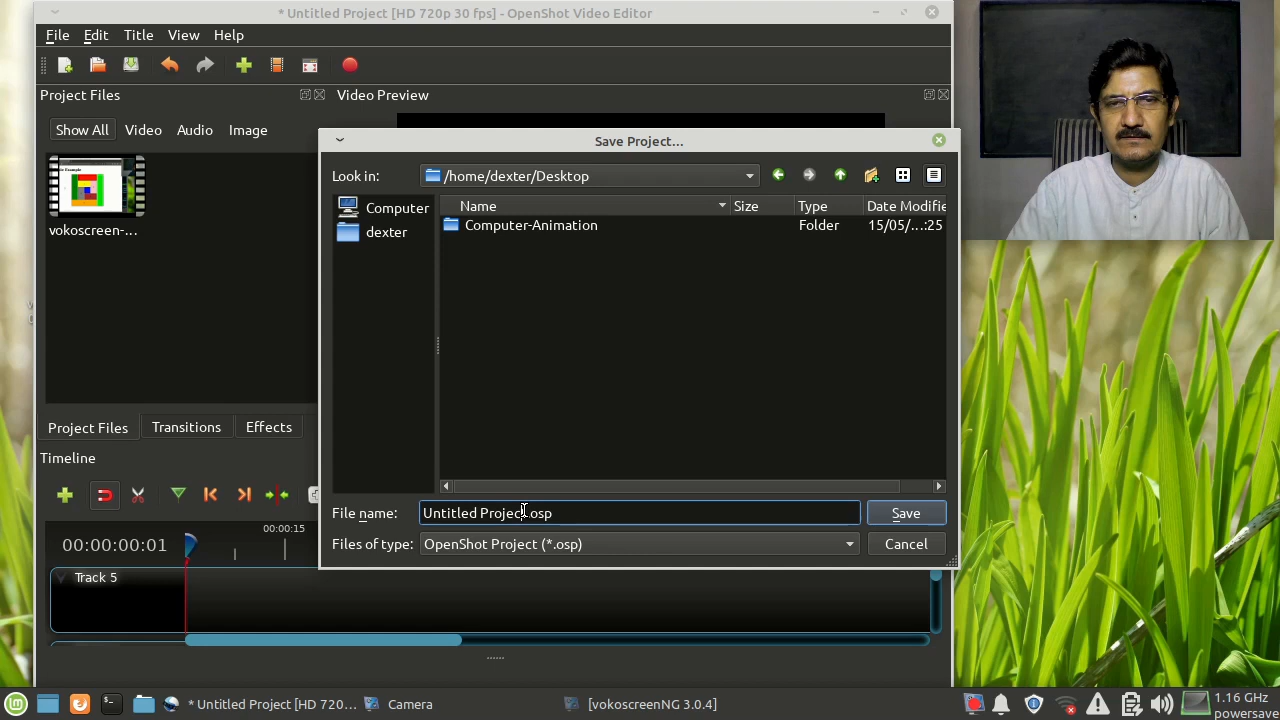 * Untitled Project [HD 720p 30 fps] - OpenShot Video Editor
File Edit Title View Help
Project Files
Video Preview
Show All Video Audio Image
vokoscreen-...
Save Project...
Look in: /home/dexter/Desktop
Computer
dexter
Name Size Type Date Modifie
Computer-Animation Folder 15/05/...:25
File name: Untitled Project.osp Save
Files of type: OpenShot Project (*.osp) Cancel
Project Files Transitions Effects
Timeline
00:00:15
00:00:00:01
Track 5
* Untitled Project [HD 720... Camera [vokoscreenNG 3.0.4]
1.16 GHz
powersave